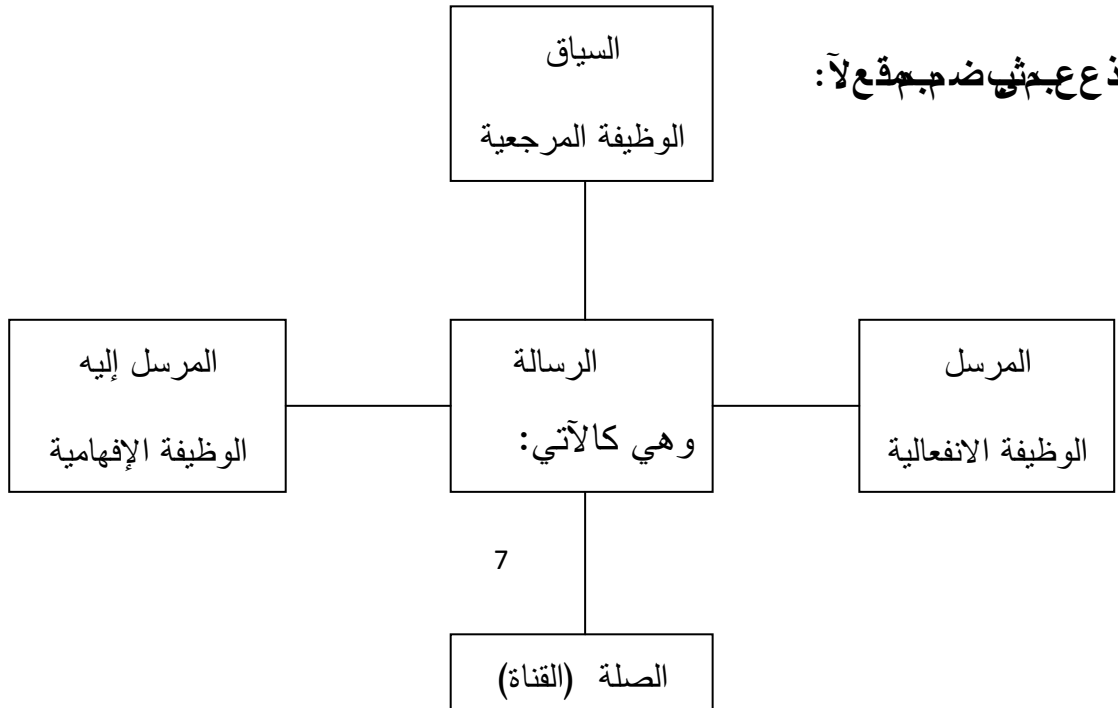 السياق
الوظيفة المرجعية
المرسل
الوظيفة الانفعالية
الرسالة
وهي كالآتي:
المرسل إليه
الوظيفة الإفهامية
7
الصلة (القناة)